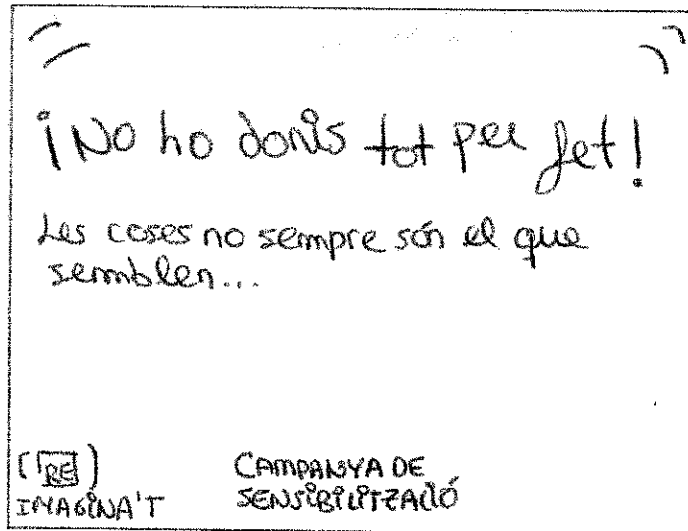 ¡No ho donis tot per fet!
Les coses no sempre són el que
semblen...
(RE)
IMAGINA'T
CAMPANYA DE
SENSIBILITZACIÓ